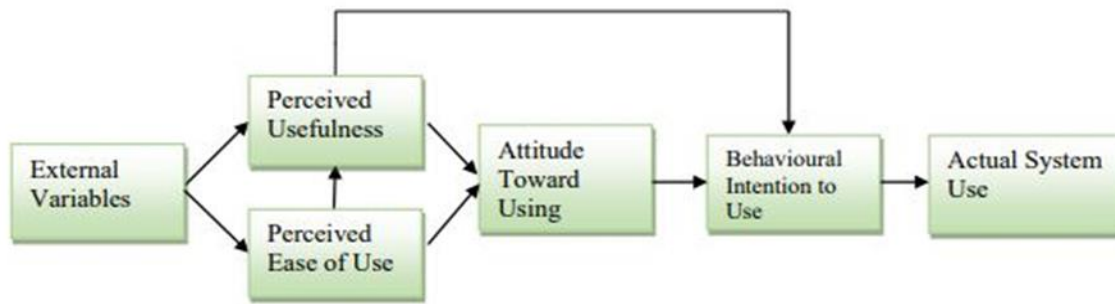 External
Variables
Perceived
Usefulness
Perceived
Ease of Use
Attitude
Toward
Using
Behavioural
Intention to
Use
Actual System
Use